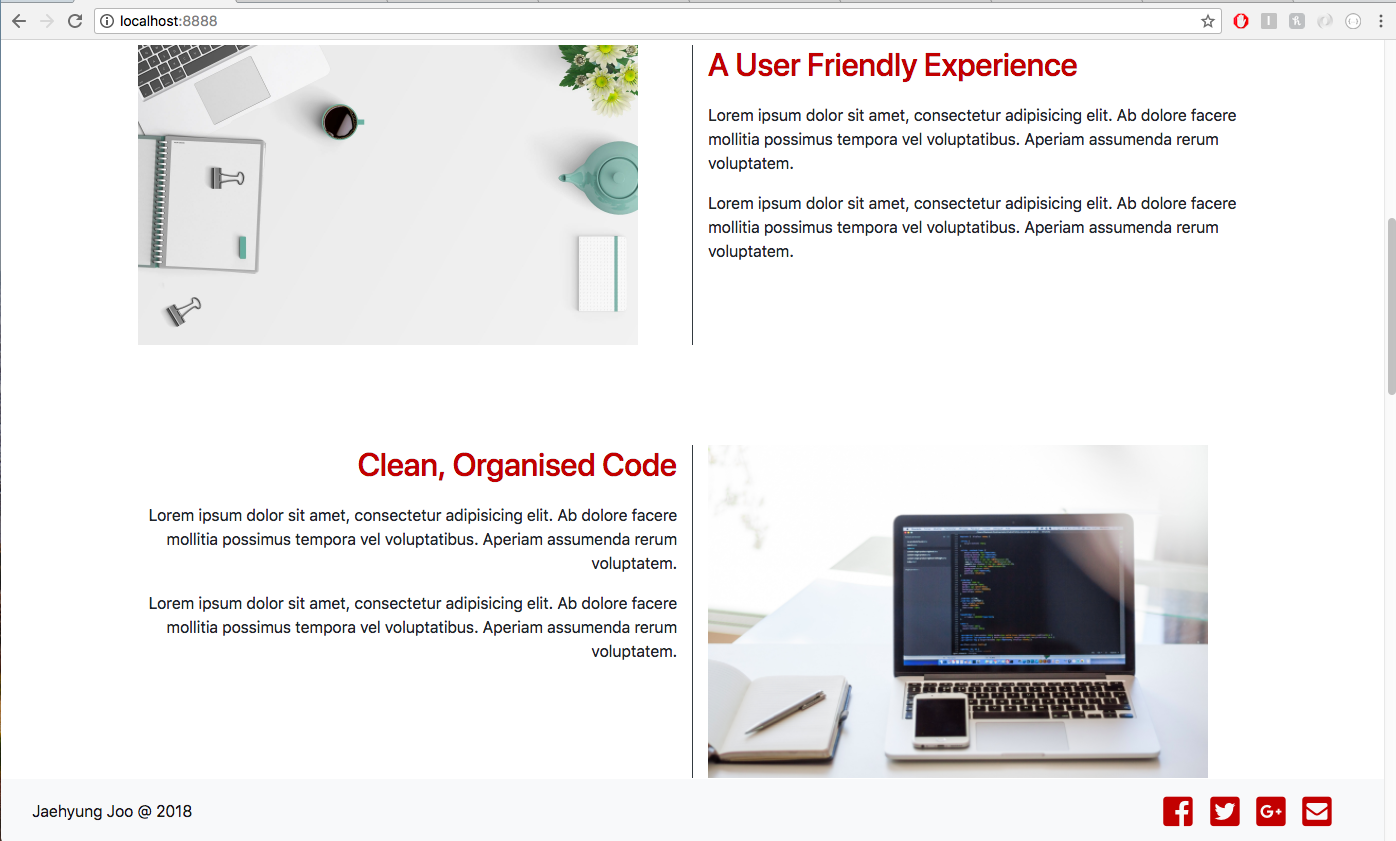 localhost:8888
A User Friendly Experience
Lorem ipsum dolor sit amet, consectetur adipisicing elit. Ab dolore facere
mollitia possimus tempora vel voluptatibus. Aperiam assumenda rerum
voluptatem.
Lorem ipsum dolor sit amet, consectetur adipisicing elit. Ab dolore facere
mollitia possimus tempora vel voluptatibus. Aperiam assumenda rerum
voluptatem.
Clean, Organised Code
Lorem ipsum dolor sit amet, consectetur adipisicing elit. Ab dolore facere
mollitia possimus tempora vel voluptatibus. Aperiam assumenda rerum
voluptatem.
Lorem ipsum dolor sit amet, consectetur adipisicing elit. Ab dolore facere
mollitia possimus tempora vel voluptatibus. Aperiam assumenda rerum
voluptatem.
Jaehyung Joo @ 2018